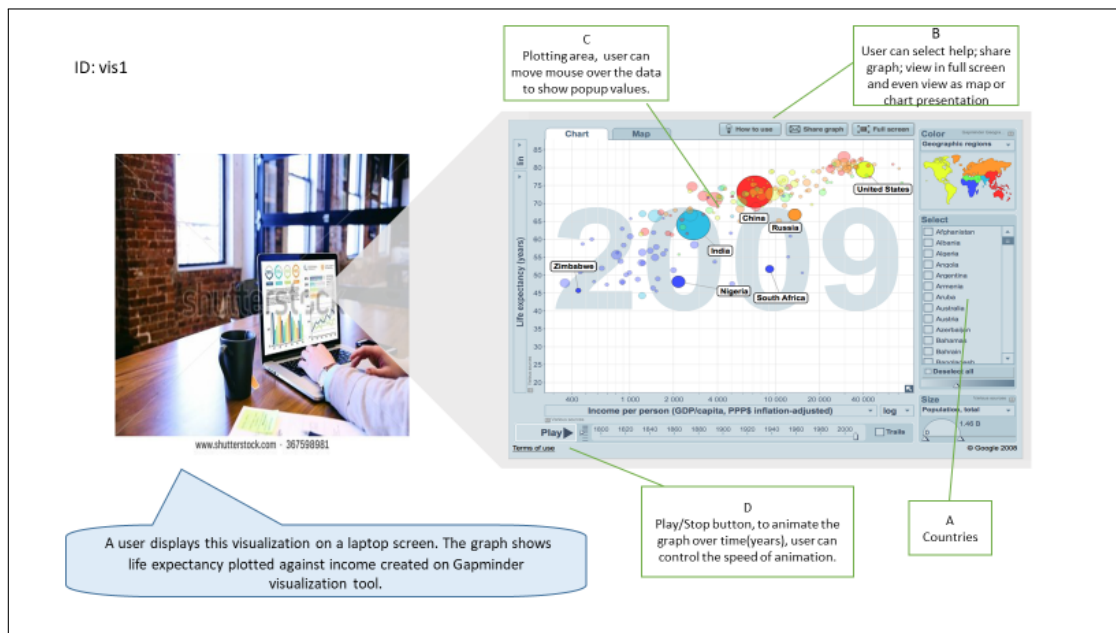 ID: vis1
C
Plotting area, user can
move mouse over the data
to show popup values.
B
User can select help; share
graph; view in full screen
and even view as map or
chart presentation
shutterstock
www.shutterstock.com · 367598981
Chart
Map
How to use
Share graph
Full screen
Color
Geographic regions
lin
Life expectancy (years)
85
80
75
70
65
60
55
50
45
40
35
30
25
20
2009
United States
China
Russia
India
Zimbabwe
Nigeria
South Africa
Select
Afghanistan
Albania
Algeria
Angola
Argentina
Armenia
Aruba
Australia
Austria
Azerbaijan
Bahamas
Bahrain
Bangladesh
Deselect all
400
1 000
2 000
4 000
10 000
20 000
40 000
Income per person (GDP/capita, PPP$ inflation-adjusted)
log
Size
Population, total
1.46 B
Play
1800 1820 1840 1860 1880 1900 1920 1940 1960 1980 2000
Trails
Terms of use
© Google 2008
A user displays this visualization on a laptop screen. The graph shows
life expectancy plotted against income created on Gapminder
visualization tool.
D
Play/Stop button, to animate the
graph over time(years), user can
control the speed of animation.
A
Countries